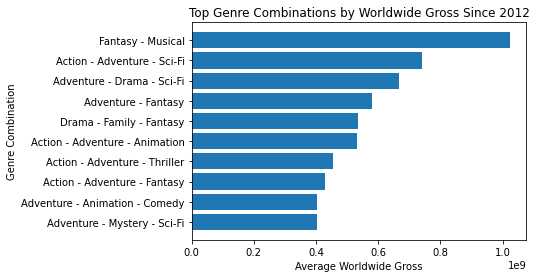 Top Genre Combinations by Worldwide Gross Since 2012
Genre Combination
Fantasy - Musical
Action - Adventure - Sci-Fi
Adventure - Drama - Sci-Fi
Adventure - Fantasy
Drama - Family - Fantasy
Action - Adventure - Animation
Action - Adventure - Thriller
Action - Adventure - Fantasy
Adventure - Animation - Comedy
Adventure - Mystery - Sci-Fi
0.0 0.2 0.4 0.6 0.8 1.0
1e9
Average Worldwide Gross